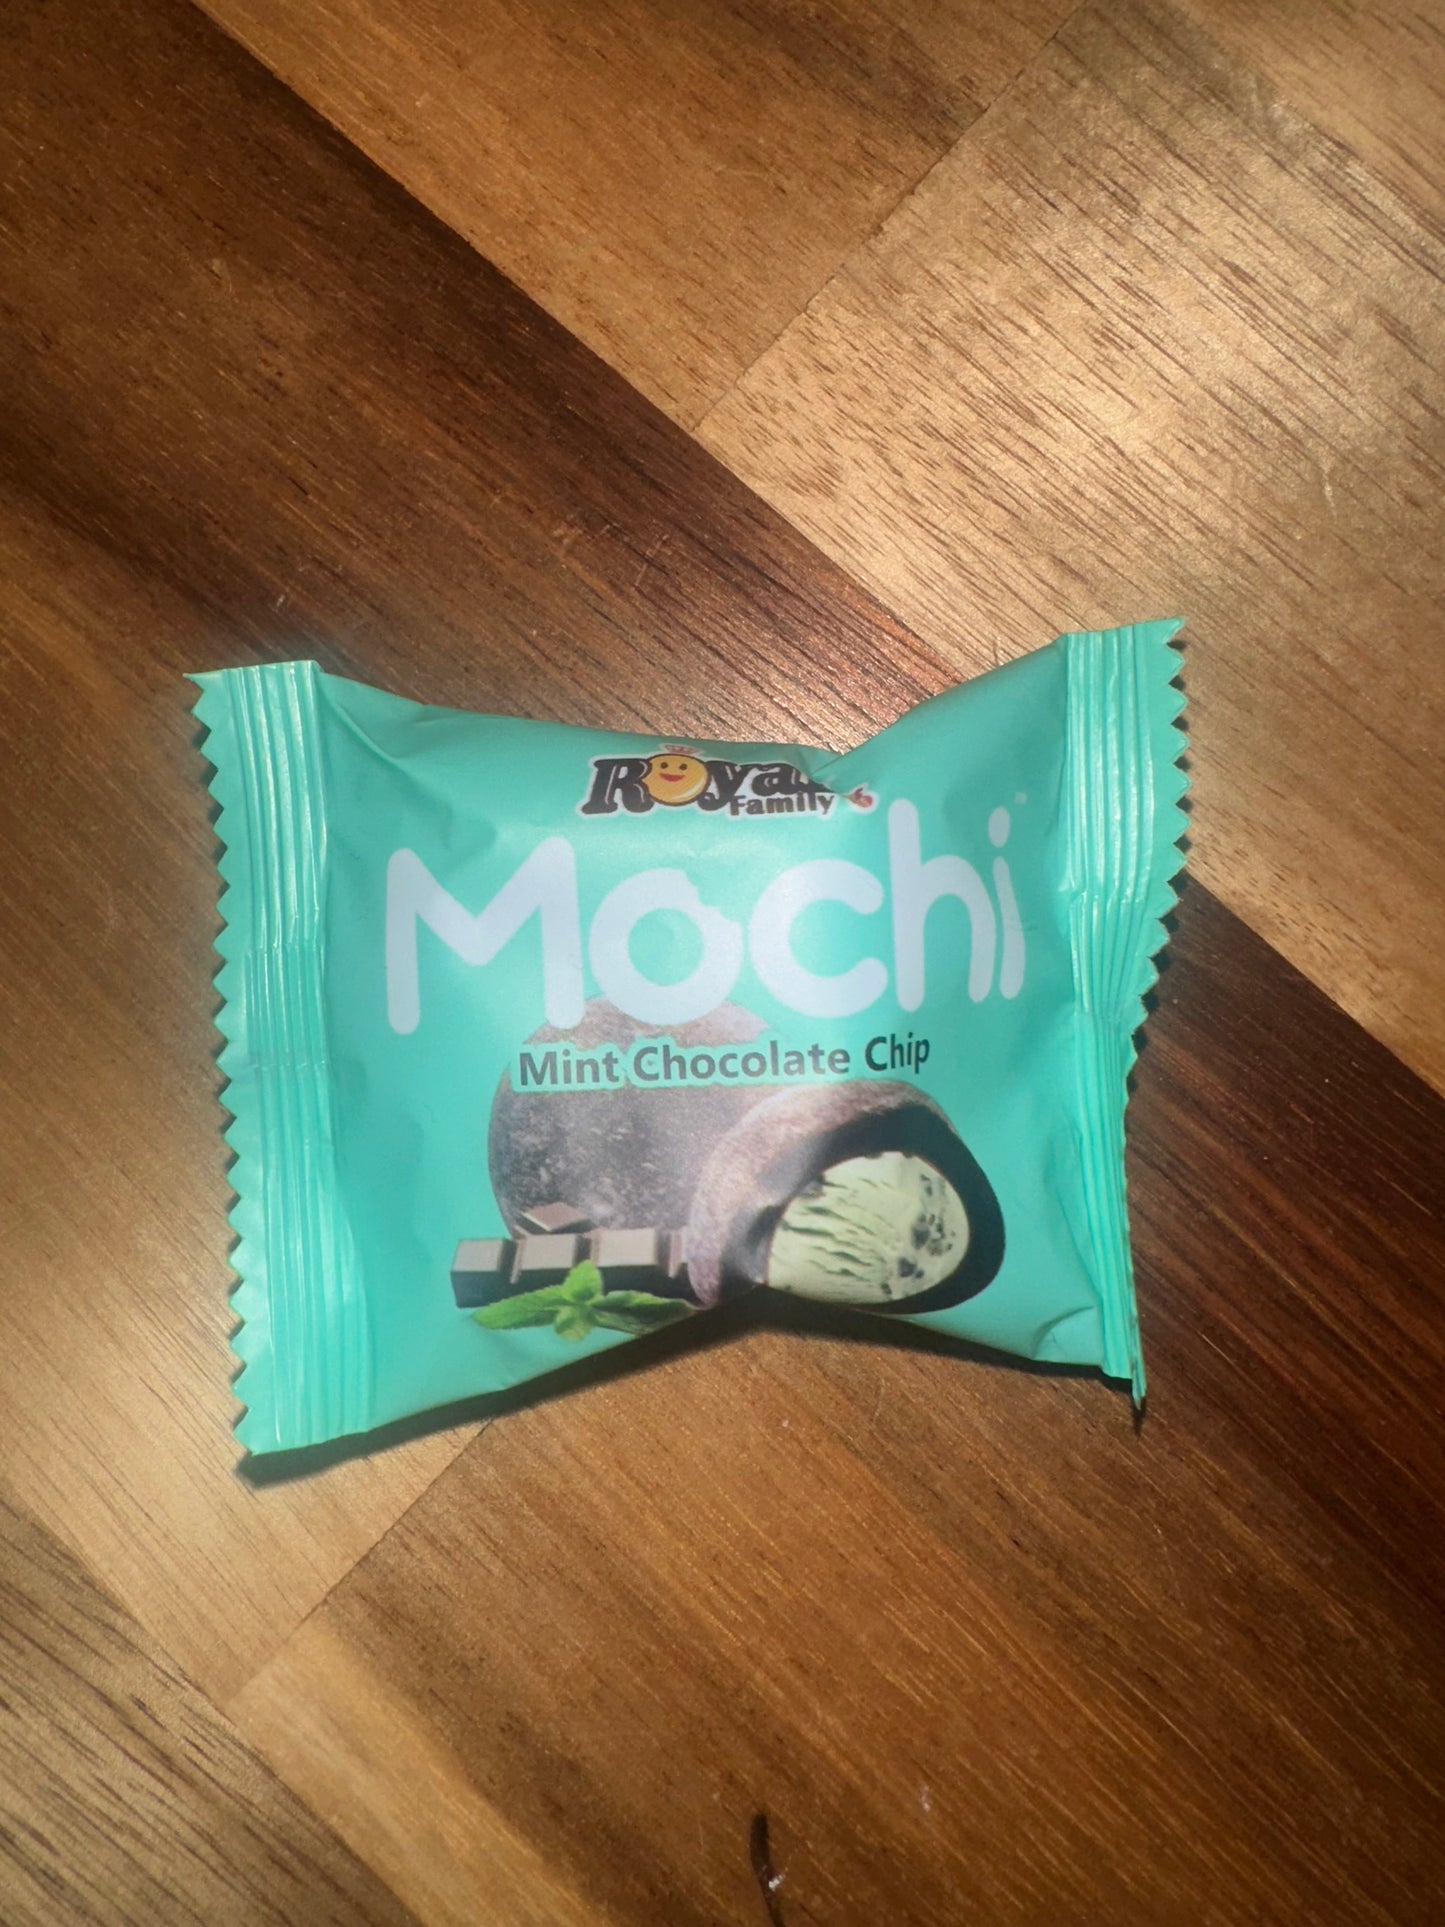 Royal
Family
Mochi
Mint Chocolate Chip